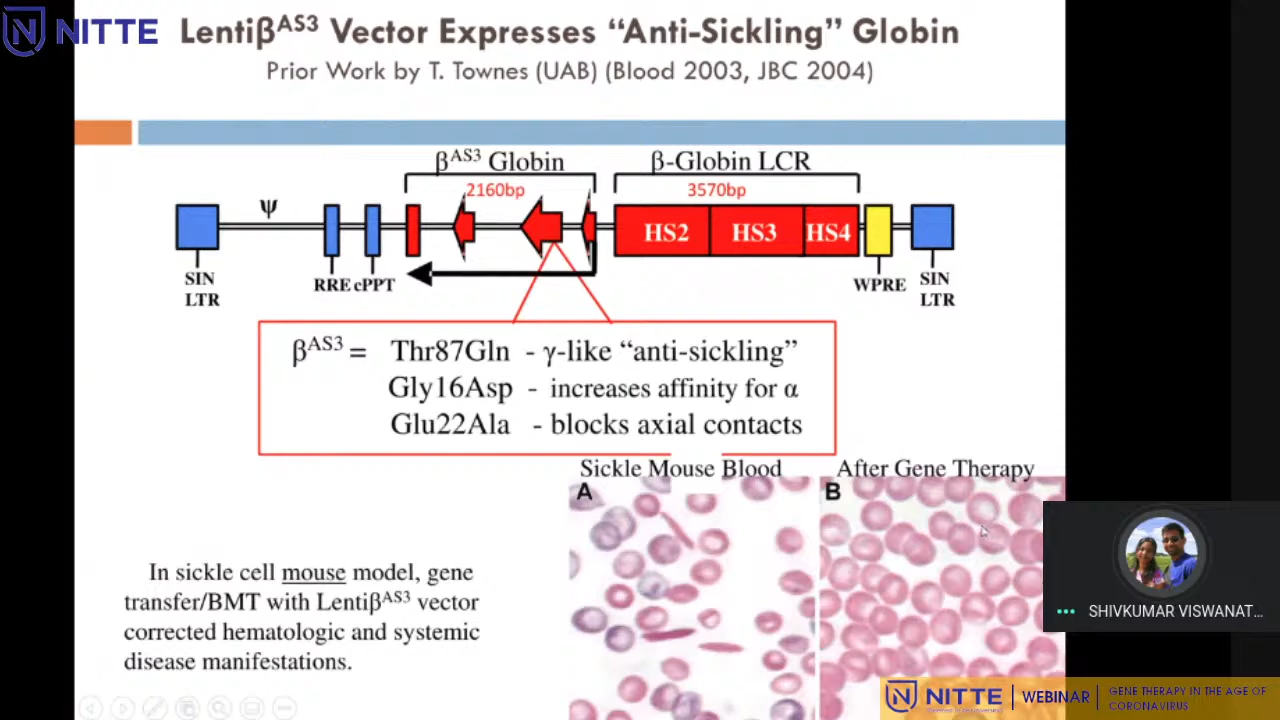 NITTE
Lentiβᴬˢ³ Vector Expresses “Anti-Sickling” Globin
Prior Work by T. Townes (UAB) (Blood 2003, JBC 2004)
βᴬˢ³ Globin
β-Globin LCR
2160bp
3570bp
ψ
HS2 HS3 HS4
SIN
LTR
RRE cPPT
WPRE
SIN
LTR
βᴬˢ³ = Thr87Gln - γ-like “anti-sickling”
Gly16Asp - increases affinity for α
Glu22Ala - blocks axial contacts
Sickle Mouse Blood
After Gene Therapy
A
B
In sickle cell mouse model, gene
transfer/BMT with Lentiβᴬˢ³ vector
corrected hematologic and systemic
disease manifestations.
SHIVKUMAR VISWANAT...
NITTE
WEBINAR
GENE THERAPY IN THE AGE OF
CORONAVIRUS